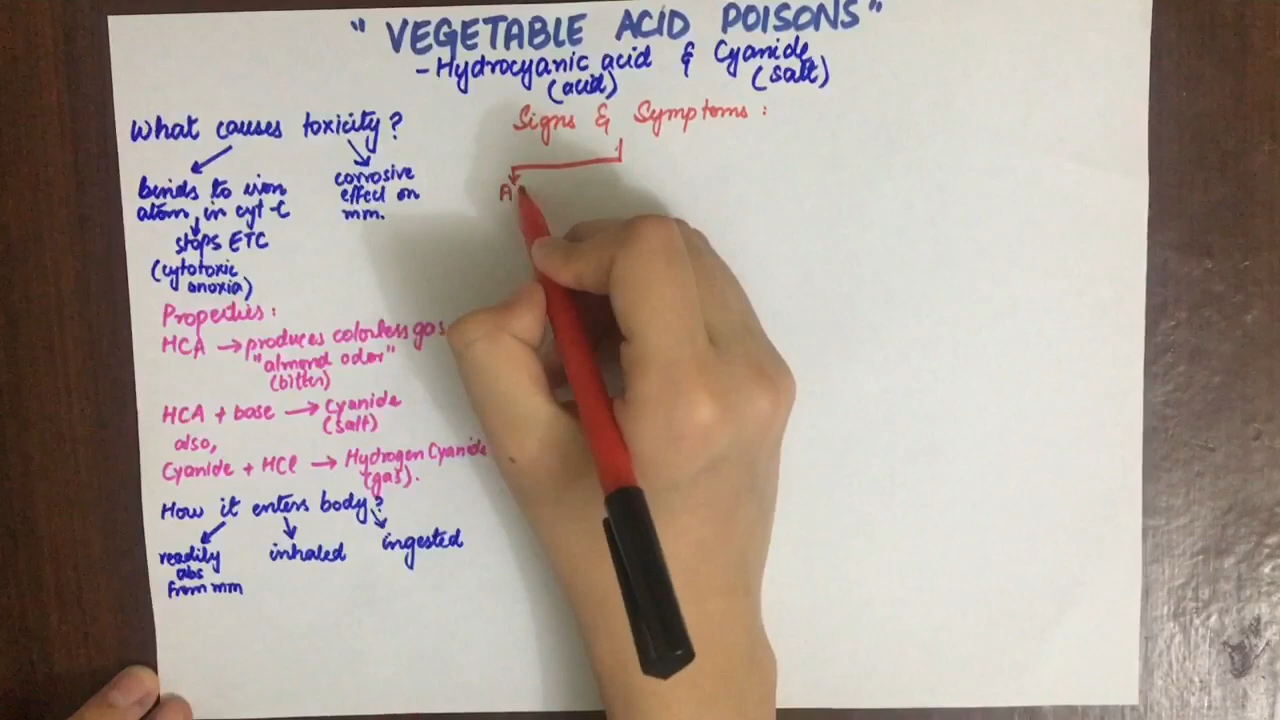 "VEGETABLE ACID POISONS"
- Hydrocyanic acid & Cyanide
(acid) (salt)
What causes toxicity?
binds to iron
atom in cyt-C
stops ETC
(cytotoxic
anoxia)
corrosive
effect on
mm.
Properties:
HCA → produces colorless gas
"almond odor"
(bitter)
HCA + base → Cyanide
(salt)
also,
Cyanide + HCl → Hydrogen Cyanide
(gas).
How it enters body?
readily
abs
from mm
inhaled
ingested
Signs & Symptoms:
A